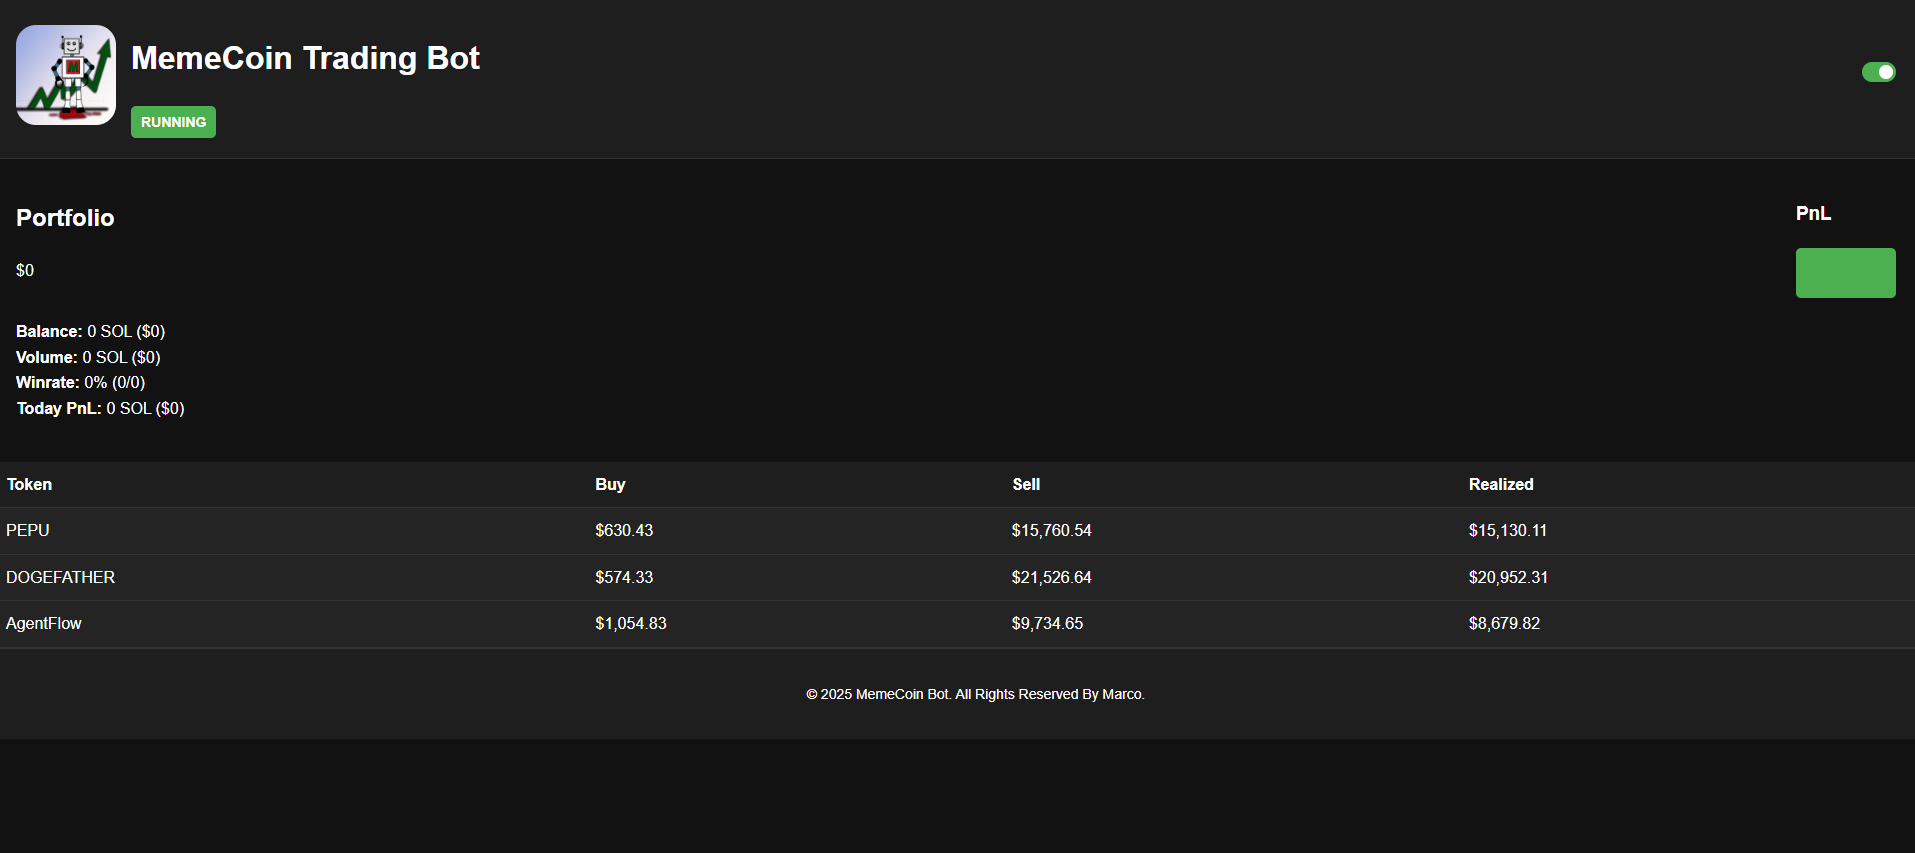 MemeCoin Trading Bot
RUNNING
Portfolio
PnL
$0
Balance: 0 SOL ($0)
Volume: 0 SOL ($0)
Winrate: 0% (0/0)
Today PnL: 0 SOL ($0)
Token Buy Sell Realized
PEPU $630.43 $15,760.54 $15,130.11
DOGEFATHER $574.33 $21,526.64 $20,952.31
AgentFlow $1,054.83 $9,734.65 $8,679.82
© 2025 MemeCoin Bot. All Rights Reserved By Marco.